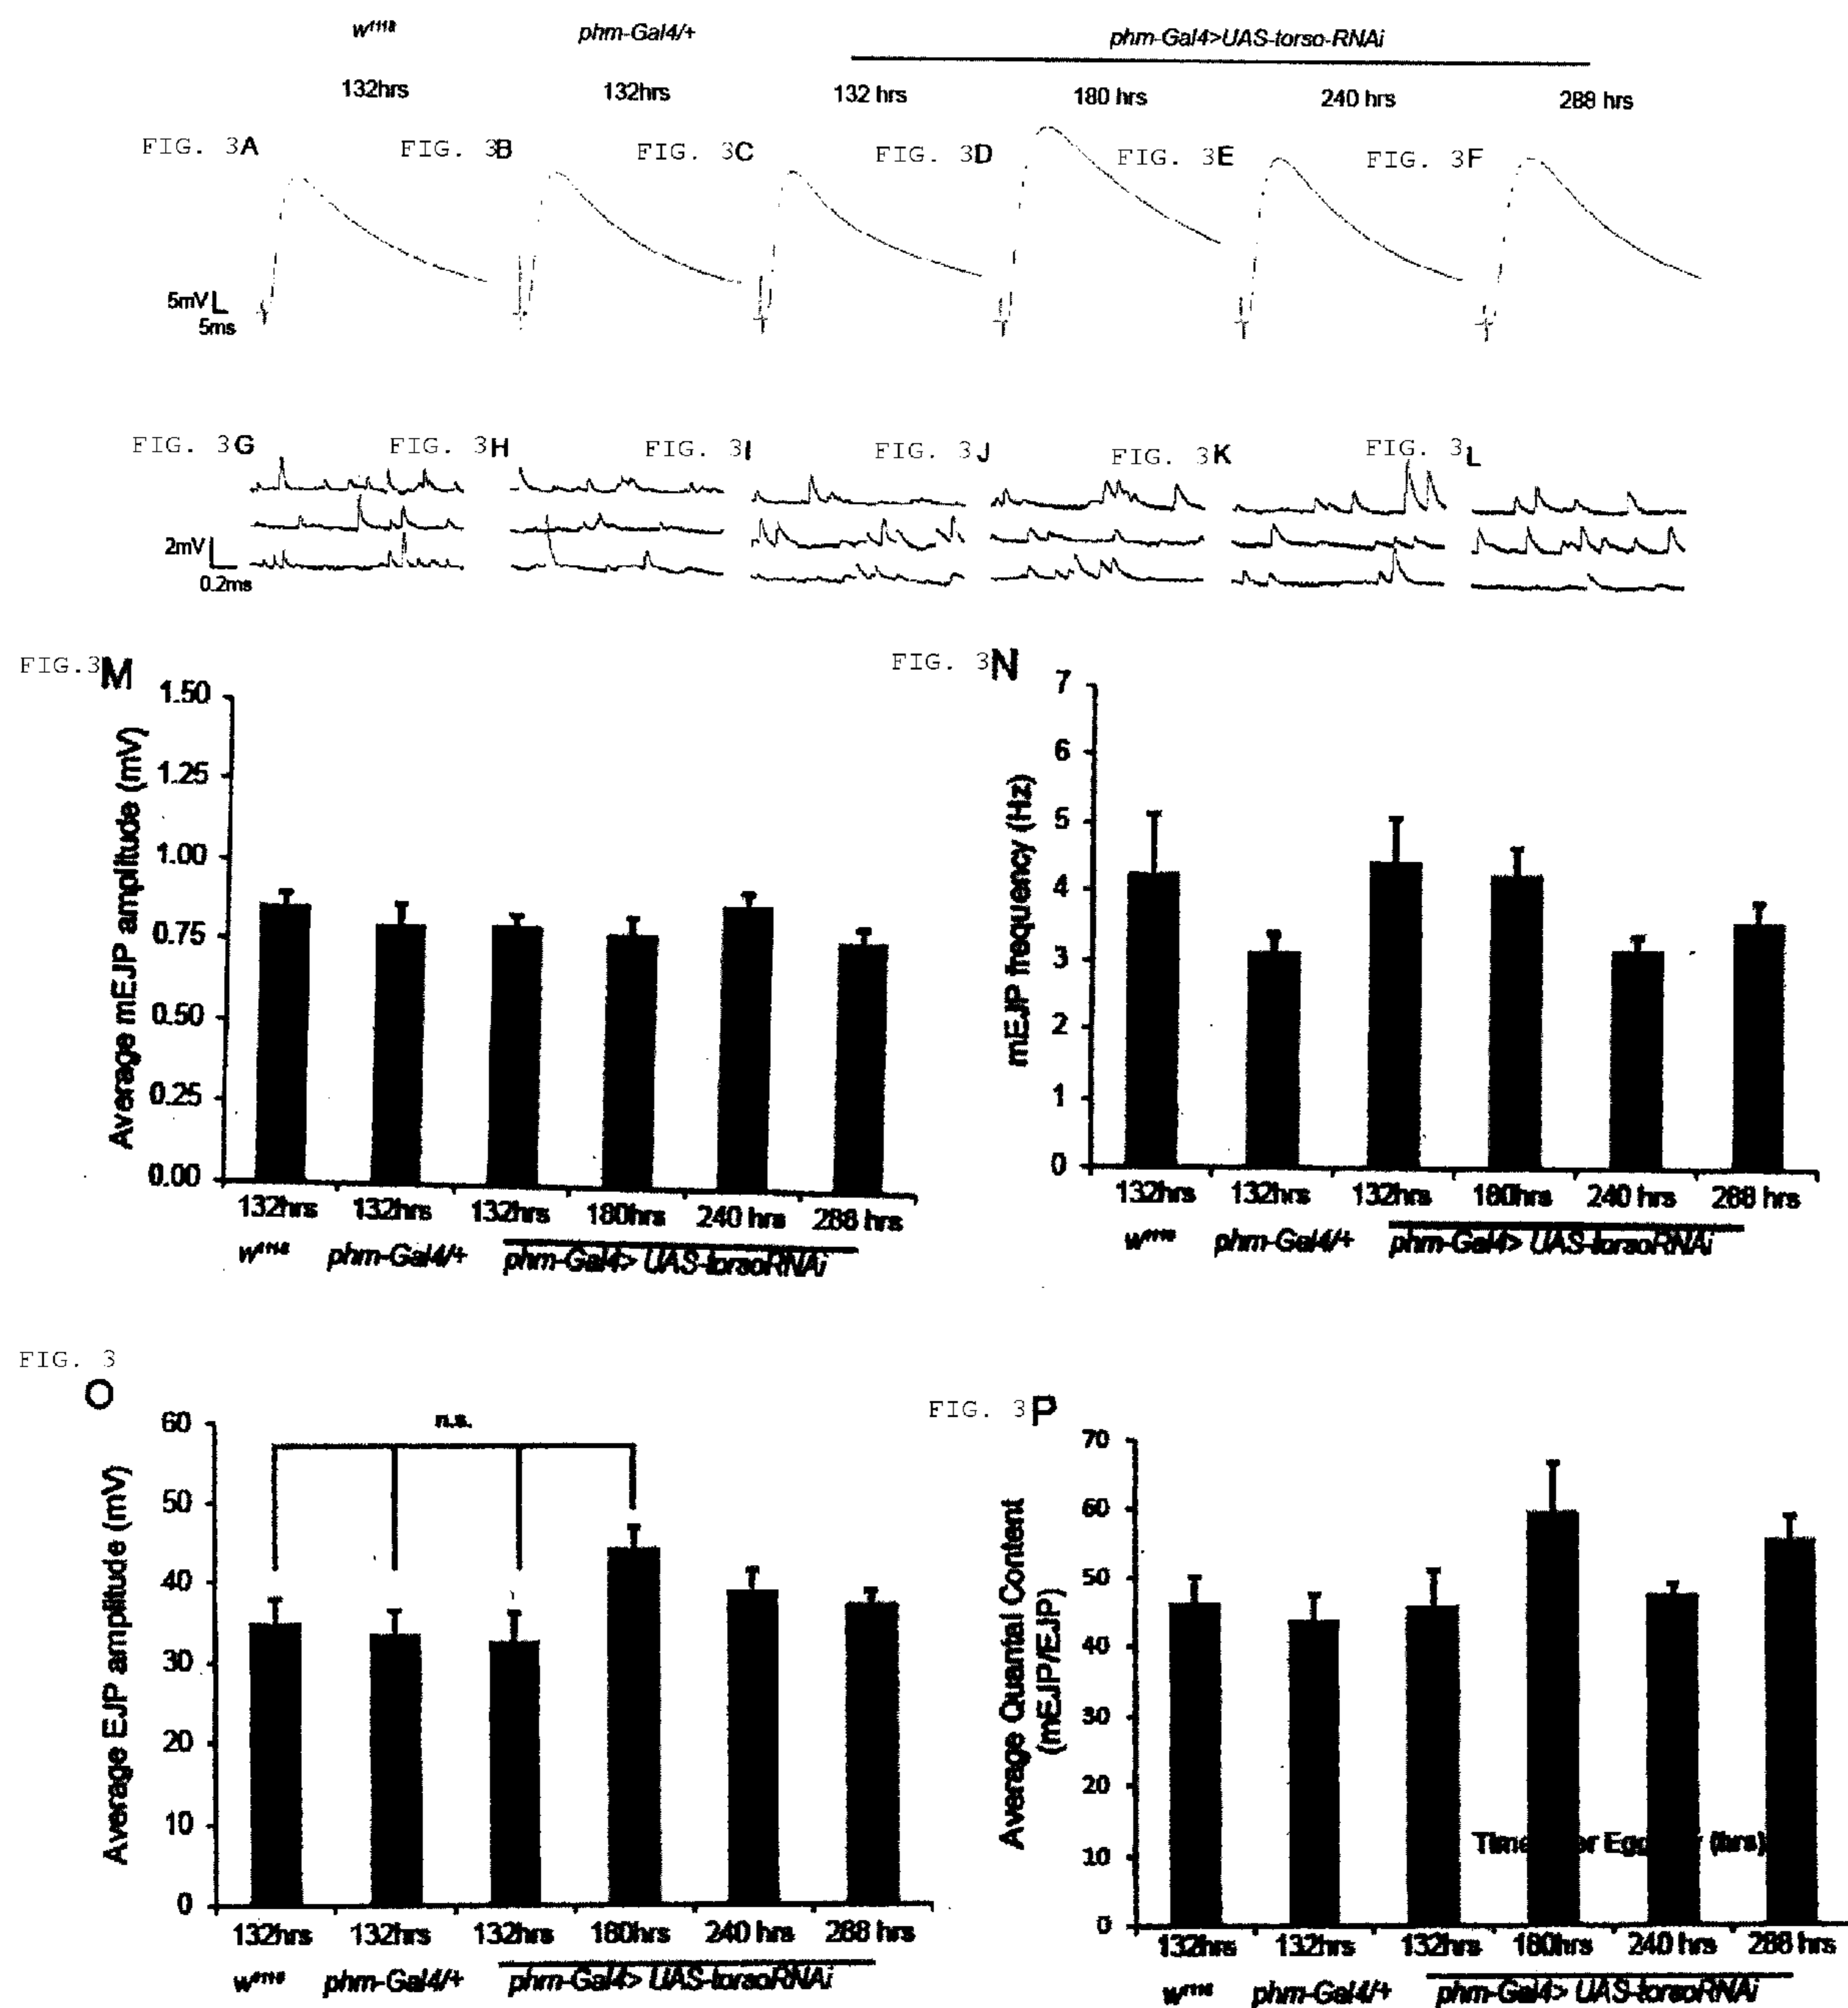 w1118 phm-Gal4/+ phm-Gal4>UAS-torso-RNAi
132hrs 132hrs 132 hrs 180 hrs 240 hrs 288 hrs
FIG. 3A FIG. 3B FIG. 3C FIG. 3D FIG. 3E FIG. 3F
5mV
5ms
FIG. 3G FIG. 3H FIG. 3I FIG. 3J FIG. 3K FIG. 3L
2mV
0.2ms
FIG.3M
Average mEJP amplitude (mV)
1.50
1.25
1.00
0.75
0.50
0.25
0.00
132hrs 132hrs 132hrs 180hrs 240 hrs 288 hrs
w1118 phm-Gal4/+ phm-Gal4> UAS-torsoRNAi
FIG. 3N
mEJP frequency (Hz)
7
6
5
4
3
2
1
0
132hrs 132hrs 132hrs 180hrs 240 hrs 288 hrs
w1118 phm-Gal4/+ phm-Gal4> UAS-torsoRNAi
FIG. 3
O
Average EJP amplitude (mV)
60
50
40
30
20
10
0
n.s.
132hrs 132hrs 132hrs 180hrs 240 hrs 288 hrs
w1118 phm-Gal4/+ phm-Gal4> UAS-torsoRNAi
FIG. 3P
Average Quantal Content
(mEJP/EJP)
70
60
50
40
30
20
10
0
(hrs)
132hrs 132hrs 132hrs 180hrs 240 hrs 288 hrs
w1118 phm-Gal4/+ phm-Gal4> UAS-torsoRNAi